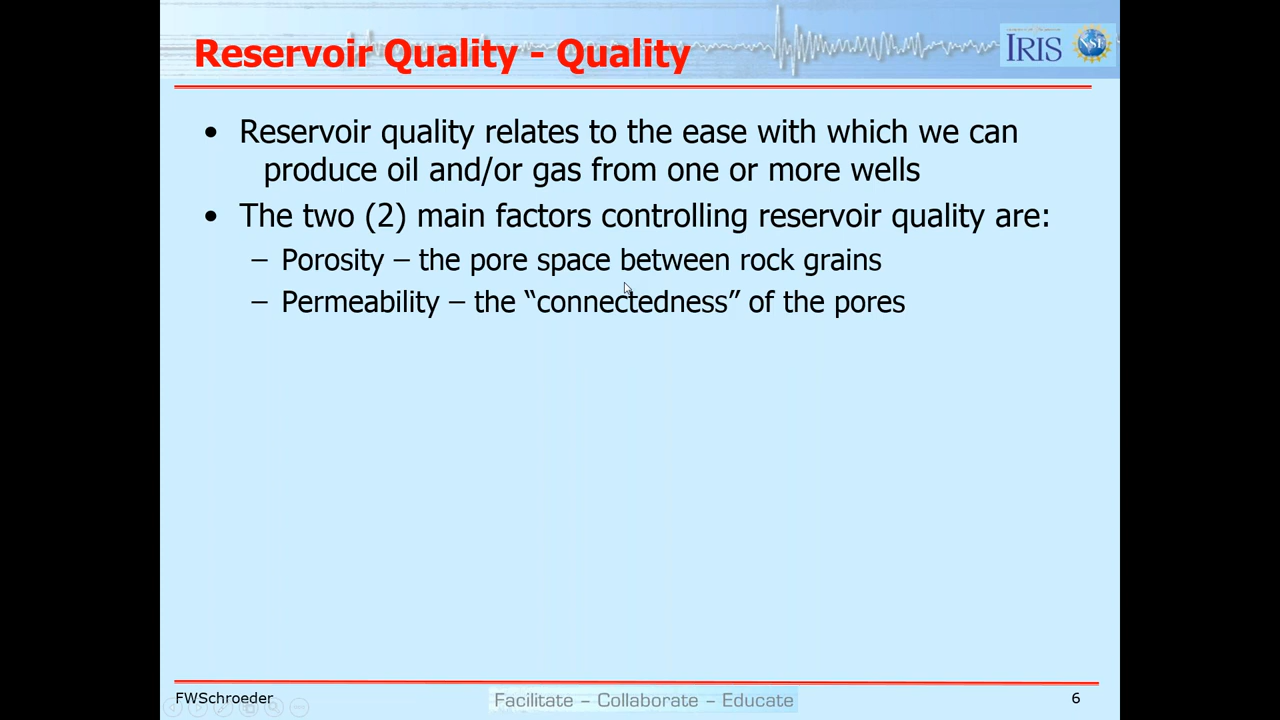 Reservoir Quality - Quality
IRIS
NSF
• Reservoir quality relates to the ease with which we can
produce oil and/or gas from one or more wells
• The two (2) main factors controlling reservoir quality are:
– Porosity – the pore space between rock grains
– Permeability – the “connectedness” of the pores
FWSchroeder
Facilitate – Collaborate – Educate
6